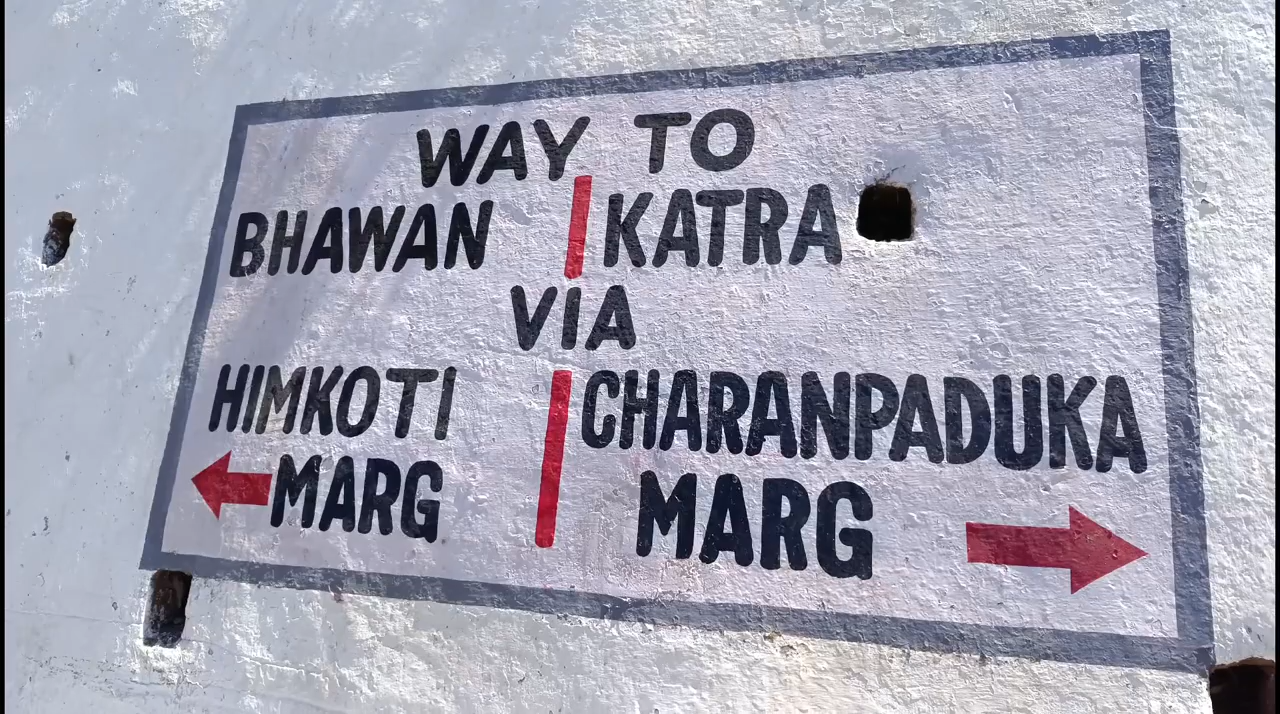 WAY TO
BHAWAN KATRA
VIA
HIMKOTI CHARANPADUKA
MARG MARG